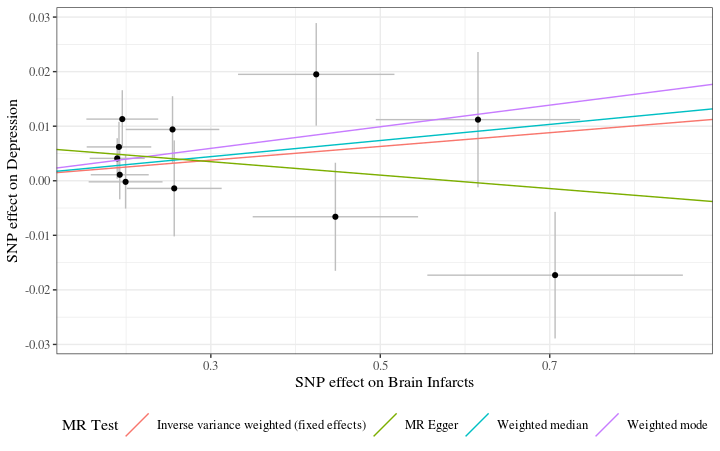 0.03
0.02
0.01
0.00
-0.01
-0.02
-0.03
SNP effect on Depression
0.3 0.5 0.7
SNP effect on Brain Infarcts
MR Test Inverse variance weighted (fixed effects) MR Egger Weighted median Weighted mode